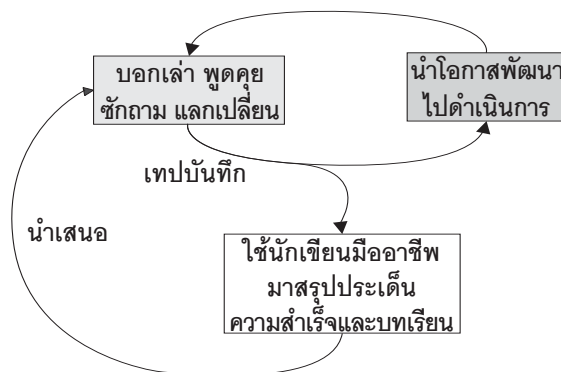 บอกเล่า พูดคุย
ซักถาม แลกเปลี่ยน
นำโอกาสพัฒนา
ไปดำเนินการ
เทปบันทึก
นำเสนอ
ใช้นักเขียนมืออาชีพ
มาสรุปประเด็น
ความสำเร็จและบทเรียน